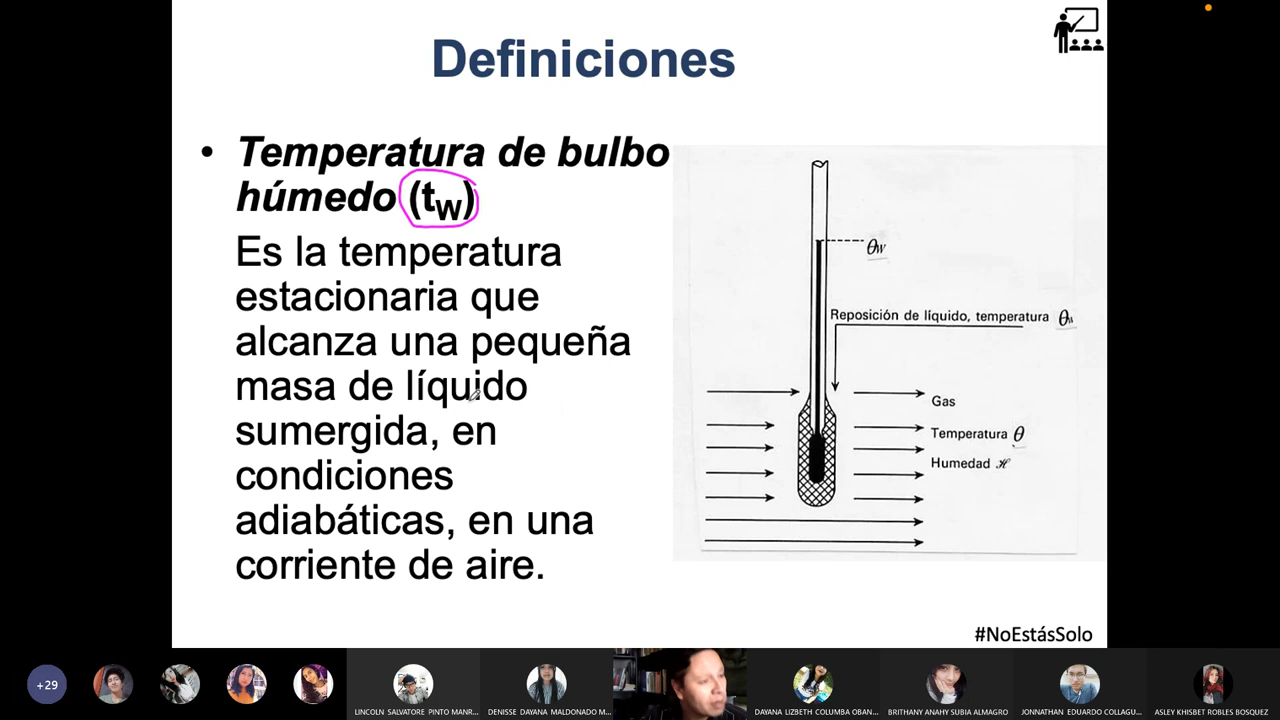 Definiciones
• Temperatura de bulbo
húmedo (tw)
Es la temperatura
estacionaria que
alcanza una pequeña
masa de líquido
sumergida, en
condiciones
adiabáticas, en una
corriente de aire.
θw
Reposición de líquido, temperatura θ
Gas
Temperatura θ
Humedad ℋ
#NoEstásSolo
+29
LINCOLN SALVATORE PINTO MANR...
DENISSE DAYANA MALDONADO M...
DAYANA LIZBETH COLUMBA OBAN...
BRITHANY ANAHY SUBIA ALMAGRO
JONNATHAN EDUARDO COLLAGU...
ASLEY KHISBET ROBLES BOSQUEZ